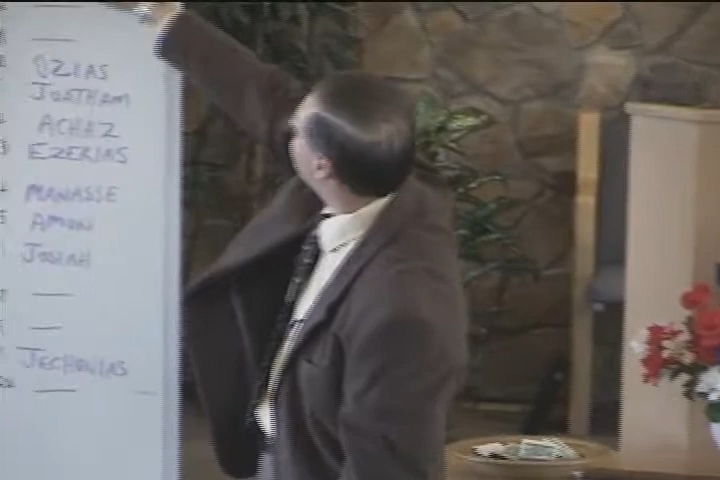 OZIAS
JOATHAM
ACHAZ
EZEKIAS
MANASSE
AMON
JOSIAH
JECHONIAS